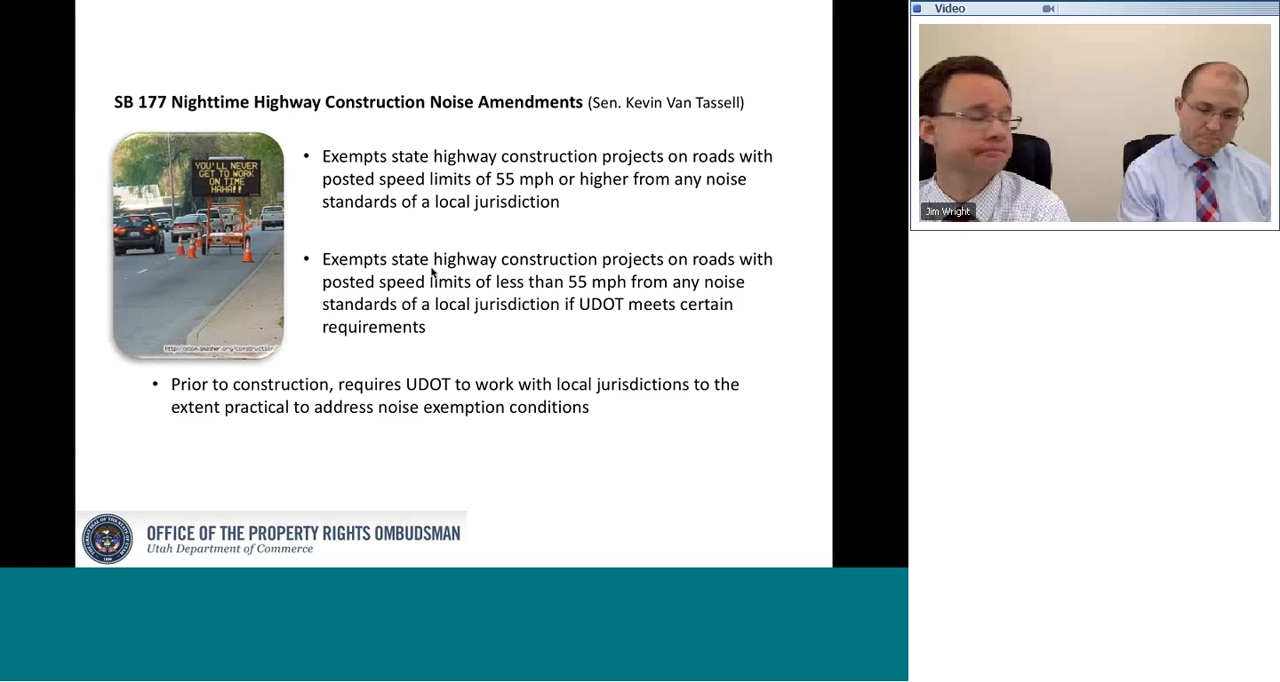 Video
SB 177 Nighttime Highway Construction Noise Amendments (Sen. Kevin Van Tassell)
YOU'LL NEVER
GET TO WORK
ON TIME
HAHA!!
• Exempts state highway construction projects on roads with
posted speed limits of 55 mph or higher from any noise
standards of a local jurisdiction
• Exempts state highway construction projects on roads with
posted speed limits of less than 55 mph from any noise
standards of a local jurisdiction if UDOT meets certain
requirements
• Prior to construction, requires UDOT to work with local jurisdictions to the
extent practical to address noise exemption conditions
OFFICE OF THE PROPERTY RIGHTS OMBUDSMAN
Utah Department of Commerce
Jim Wright